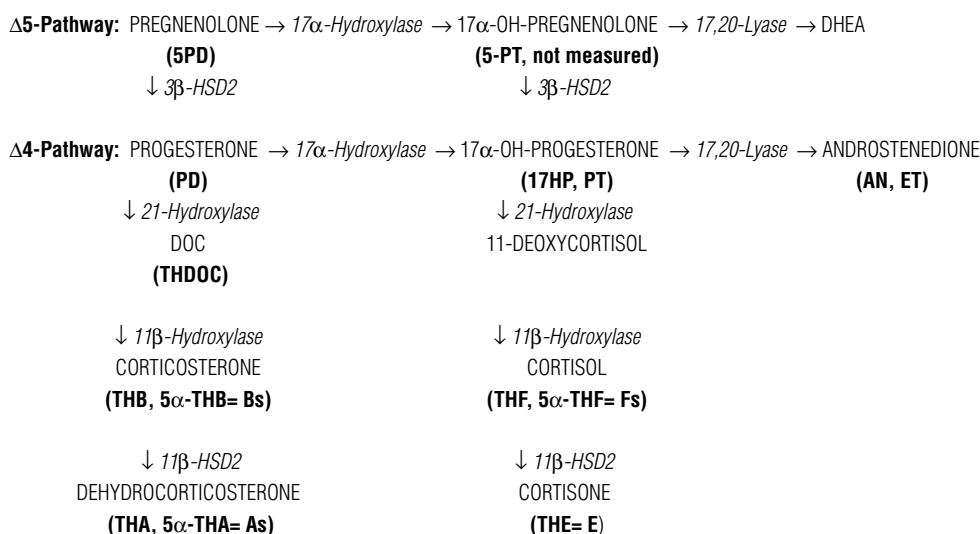 Δ5-Pathway: PREGNENOLONE → 17α-Hydroxylase → 17α-OH-PREGNENOLONE → 17,20-Lyase → DHEA
(5PD) (5-PT, not measured)
↓ 3β-HSD2 ↓ 3β-HSD2
Δ4-Pathway: PROGESTERONE → 17α-Hydroxylase → 17α-OH-PROGESTERONE → 17,20-Lyase → ANDROSTENEDIONE
(PD) (17HP, PT) (AN, ET)
↓ 21-Hydroxylase ↓ 21-Hydroxylase
DOC 11-DEOXYCORTISOL
(THDOC)
↓ 11β-Hydroxylase ↓ 11β-Hydroxylase
CORTICOSTERONE CORTISOL
(THB, 5α-THB= Bs) (THF, 5α-THF= Fs)
↓ 11β-HSD2 ↓ 11β-HSD2
DEHYDROCORTICOSTERONE CORTISONE
(THA, 5α-THA= As) (THE= E)